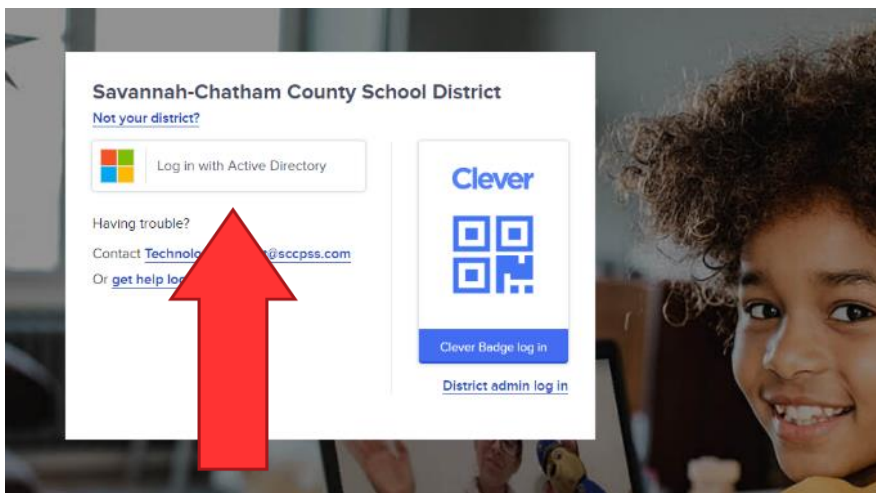 Savannah-Chatham County School District
Not your district?
Log in with Active Directory
Having trouble?
Contact @sccpss.com
Or get help
Clever
Clever Badge log in
District admin log in